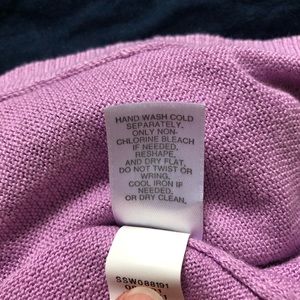 HAND WASH COLD
SEPARATELY.
ONLY NON-
CHLORINE BLEACH
IF NEEDED.
RESHAPE,
AND DRY FLAT.
DO NOT TWIST OR
WRING.
COOL IRON IF
NEEDED.
OR DRY CLEAN.
SSW088191